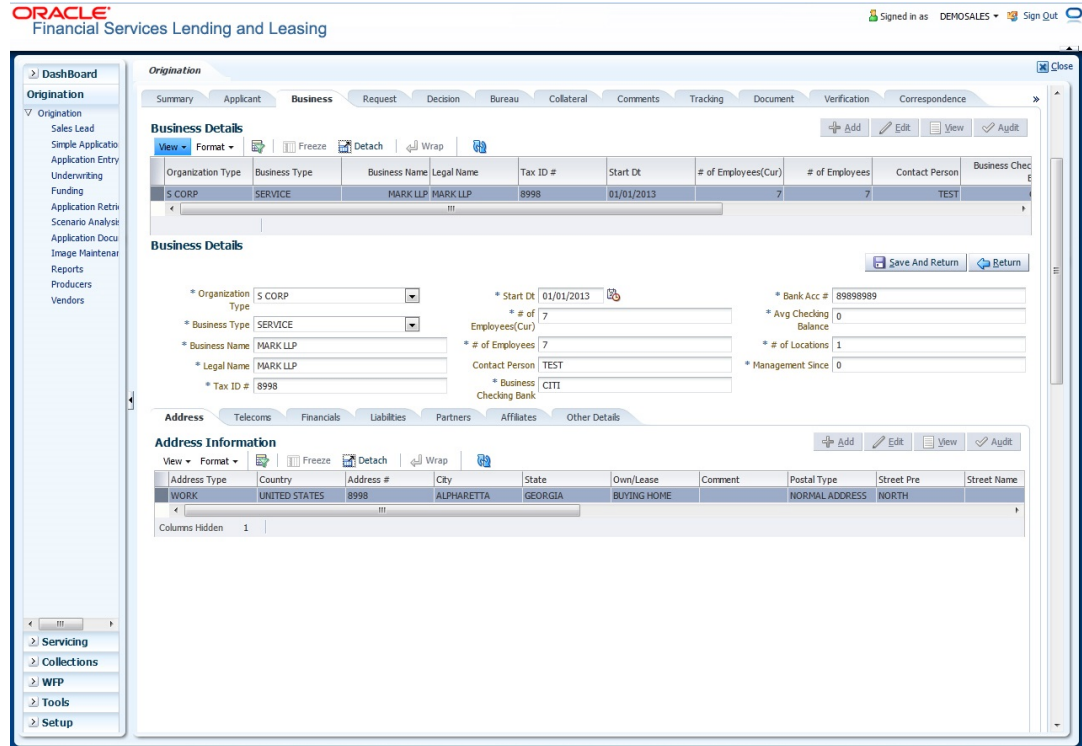 ORACLE®
Financial Services Lending and Leasing
Signed in as DEMOSALES Sign Out
Close
DashBoard
Origination
Origination
Sales Lead
Simple Applicatio
Application Entry
Underwriting
Funding
Application Retri
Scenario Analysis
Application Docu
Image Maintenan
Reports
Producers
Vendors
Servicing
Collections
WFP
Tools
Setup
Origination
Summary Applicant Business Request Decision Bureau Collateral Comments Tracking Document Verification Correspondence »
Business Details
Add Edit View Audit
View Format Freeze Detach Wrap
Organization Type Business Type Business Name Legal Name Tax ID # Start Dt # of Employees(Cur) # of Employees Contact Person Business Chec
S CORP SERVICE MARK LLP MARK LLP 8998 01/01/2013 7 7 TEST
Business Details
Save And Return Return
* Organization Type S CORP
* Business Type SERVICE
* Business Name MARK LLP
* Legal Name MARK LLP
* Tax ID # 8998
* Start Dt 01/01/2013
* # of Employees(Cur) 7
* # of Employees 7
Contact Person TEST
* Business Checking Bank CITI
* Bank Acc # 89898989
* Avg Checking Balance 0
* # of Locations 1
* Management Since 0
Address Telecoms Financials Liabilities Partners Affiliates Other Details
Address Information
Add Edit View Audit
View Format Freeze Detach Wrap
Address Type Country Address # City State Own/Lease Comment Postal Type Street Pre Street Name
WORK UNITED STATES 8998 ALPHARETTA GEORGIA BUYING HOME NORMAL ADDRESS NORTH
Columns Hidden 1